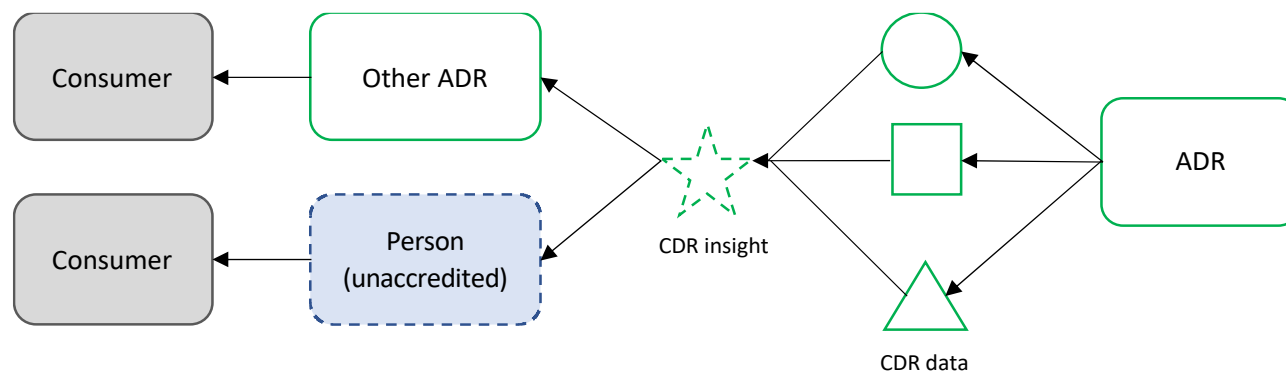 Consumer
Other ADR
ADR
CDR insight
Consumer
Person
(unaccredited)
CDR data